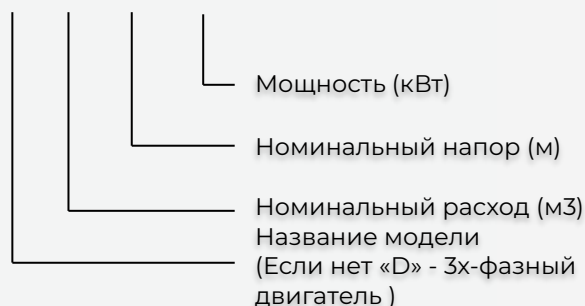 Мощность (кВт)
Номинальный напор (м)
Номинальный расход (м3)
Название модели
(Если нет «D» - 3х-фазный
двигатель )